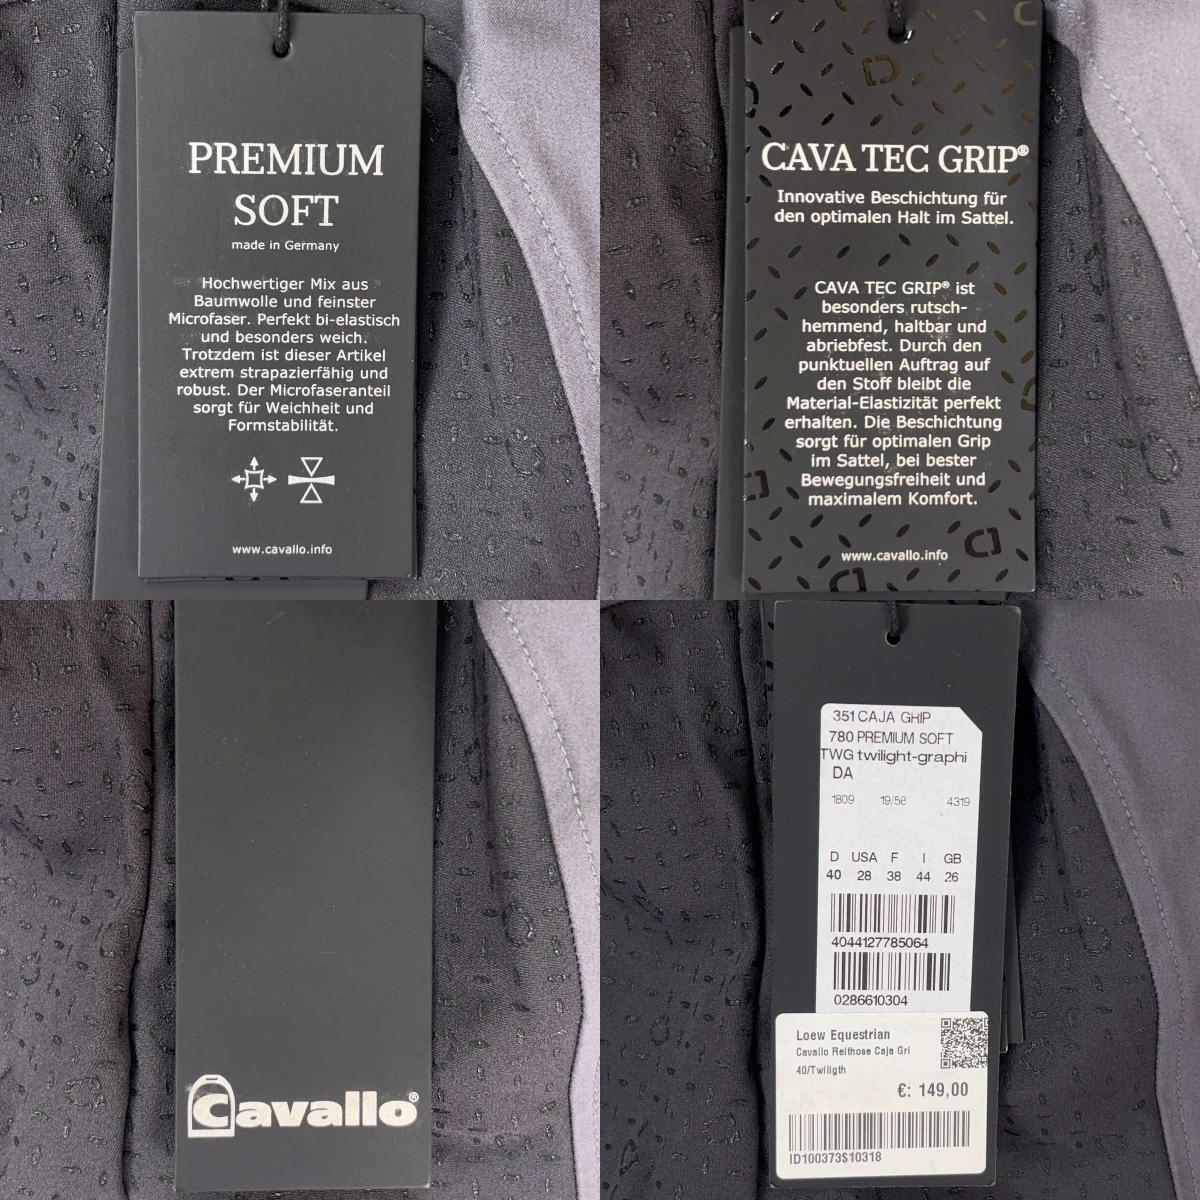 PREMIUM
SOFT
made in Germany
Hochwertiger Mix aus
Baumwolle und feinster
Microfaser. Perfekt bi-elastisch
und besonders weich.
Trotzdem ist dieser Artikel
extrem strapazierfähig und
robust. Der Microfaseranteil
sorgt für Weichheit und
Formstabilität.
www.cavallo.info
CAVA TEC GRIP®
Innovative Beschichtung für
den optimalen Halt im Sattel.
CAVA TEC GRIP® ist
besonders rutsch-
hemmend, haltbar und
abriebfest. Durch den
punktuellen Auftrag auf
den Stoff bleibt die
Material-Elastizität perfekt
erhalten. Die Beschichtung
sorgt für optimalen Grip
im Sattel, bei bester
Bewegungsfreiheit und
maximalem Komfort.
www.cavallo.info
Cavallo®
351 CAJA GRIP
780 PREMIUM SOFT
TWG twilight-graphi
DA
1809 19/58 4319
D USA F I GB
40 28 38 44 26
4044127785064
0286610304
Loew Equestrian
Cavallo Reithose Caja Gri
40/Twiligth
€: 149,00
ID100373$10318